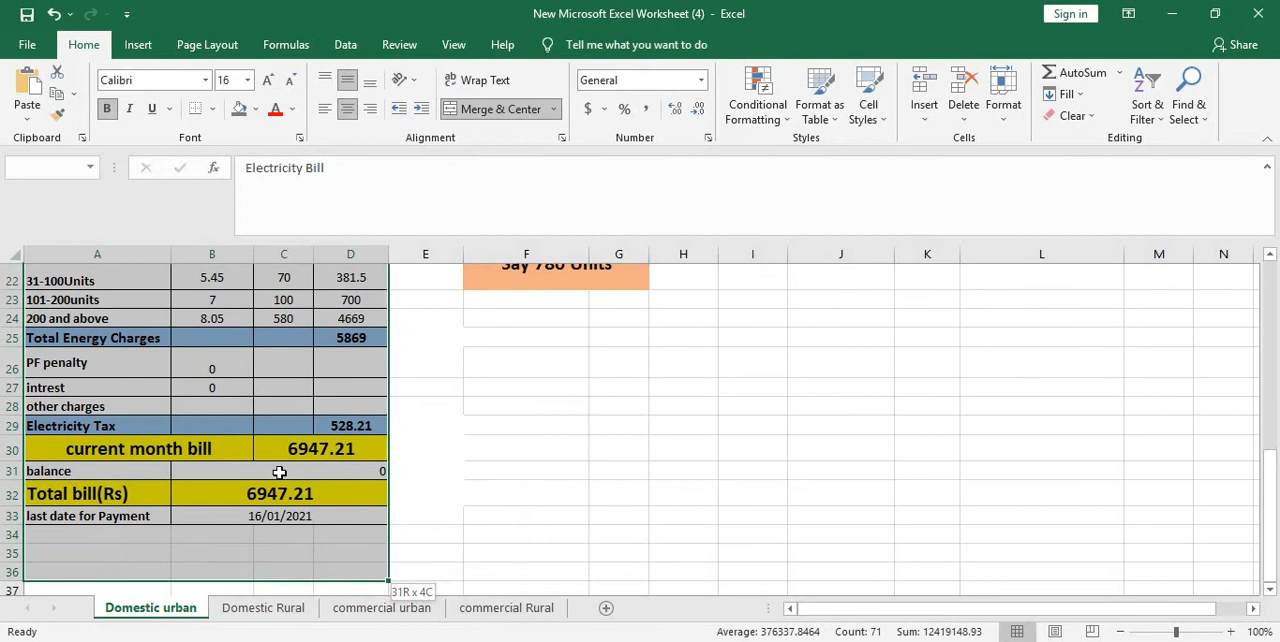 New Microsoft Excel Worksheet (4) - Excel
Sign in
File Home Insert Page Layout Formulas Data Review View Help Tell me what you want to do Share
Paste
Calibri 16 A A
B I U A
Wrap Text
Merge & Center
General
$ % ,
Conditional Formatting
Format as Table
Cell Styles
Insert Delete Format
AutoSum
Fill
Clear
Sort & Filter
Find & Select
Clipboard Font Alignment Number Styles Cells Editing
fx Electricity Bill
A B C D E F G H I J K L M N
Say 780 Units
22 31-100Units 5.45 70 381.5
23 101-200units 7 100 700
24 200 and above 8.05 580 4669
25 Total Energy Charges 5869
26 PF penalty 0
27 intrest 0
28 other charges
29 Electricity Tax 528.21
30 current month bill 6947.21
31 balance 0
32 Total bill(Rs) 6947.21
33 last date for Payment 16/01/2021
34
35
36
37
31R x 4C
Domestic urban Domestic Rural commercial urban commercial Rural
Ready Average: 376337.8464 Count: 71 Sum: 12419148.93 100%